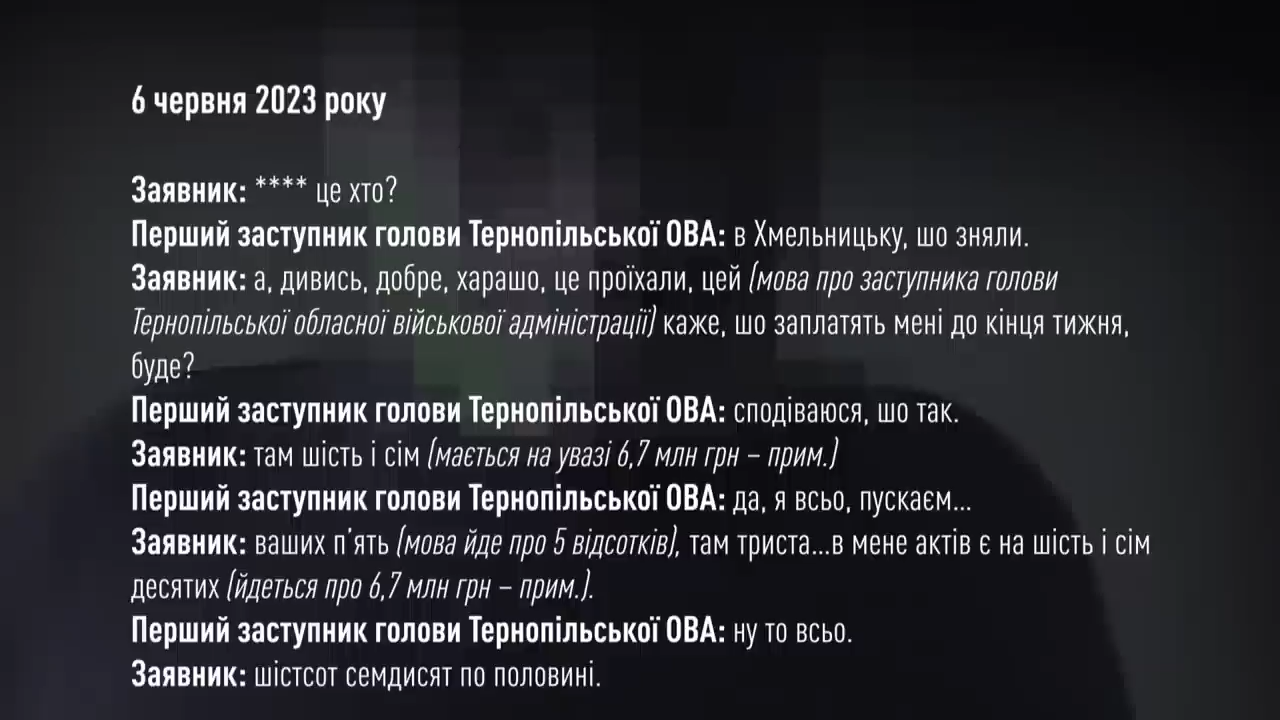 6 червня 2023 року
Заявник: **** це хто?
Перший заступник голови Тернопільської ОВА: в Хмельницьку, шо зняли.
Заявник: а, дивись, добре, харашо, це проїхали, цей (мова про заступника голови
Тернопільської обласної військової адміністрації) каже, шо заплатять мені до кінця тижня,
буде?
Перший заступник голови Тернопільської ОВА: сподіваюся, шо так.
Заявник: там шість і сім (мається на увазі 6,7 млн грн – прим.)
Перший заступник голови Тернопільської ОВА: да, я всьо, пускаєм...
Заявник: ваших п'ять (мова йде про 5 відсотків), там триста...в мене актів є на шість і сім
десятих (йдеться про 6,7 млн грн – прим.).
Перший заступник голови Тернопільської ОВА: ну то всьо.
Заявник: шістсот семдисят по половині.